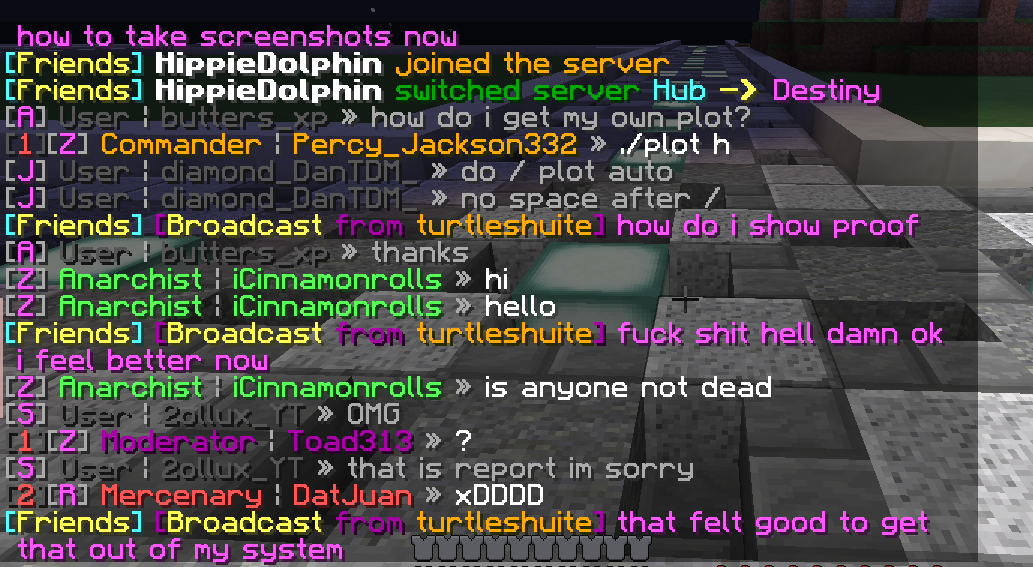 how to take screenshots now
[Friends] HippieDolphin joined the server
[Friends] HippieDolphin switched server Hub -> Destiny
[A] User ¦ butters_xp » how do i get my own plot?
[1][Z] Commander ¦ Percy_Jackson332 » ./plot h
[J] User ¦ diamond_DanTDM_ » do / plot auto
[J] User ¦ diamond_DanTDM_ » no space after /
[Friends] [Broadcast from turtleshuite] how do i show proof
[A] User ¦ butters_xp » thanks
[Z] Anarchist ¦ iCinnamonrolls » hi
[Z] Anarchist ¦ iCinnamonrolls » hello
[Friends] [Broadcast from turtleshuite] fuck shit hell damn ok
i feel better now
[Z] Anarchist ¦ iCinnamonrolls » is anyone not dead
[S] User ¦ 2ollux_YT » OMG
[1][Z] Moderator ¦ Toad313 » ?
[S] User ¦ 2ollux_YT » that is report im sorry
[2][R] Mercenary ¦ DatJuan » xDDDD
[Friends] [Broadcast from turtleshuite] that felt good to get
that out of my system